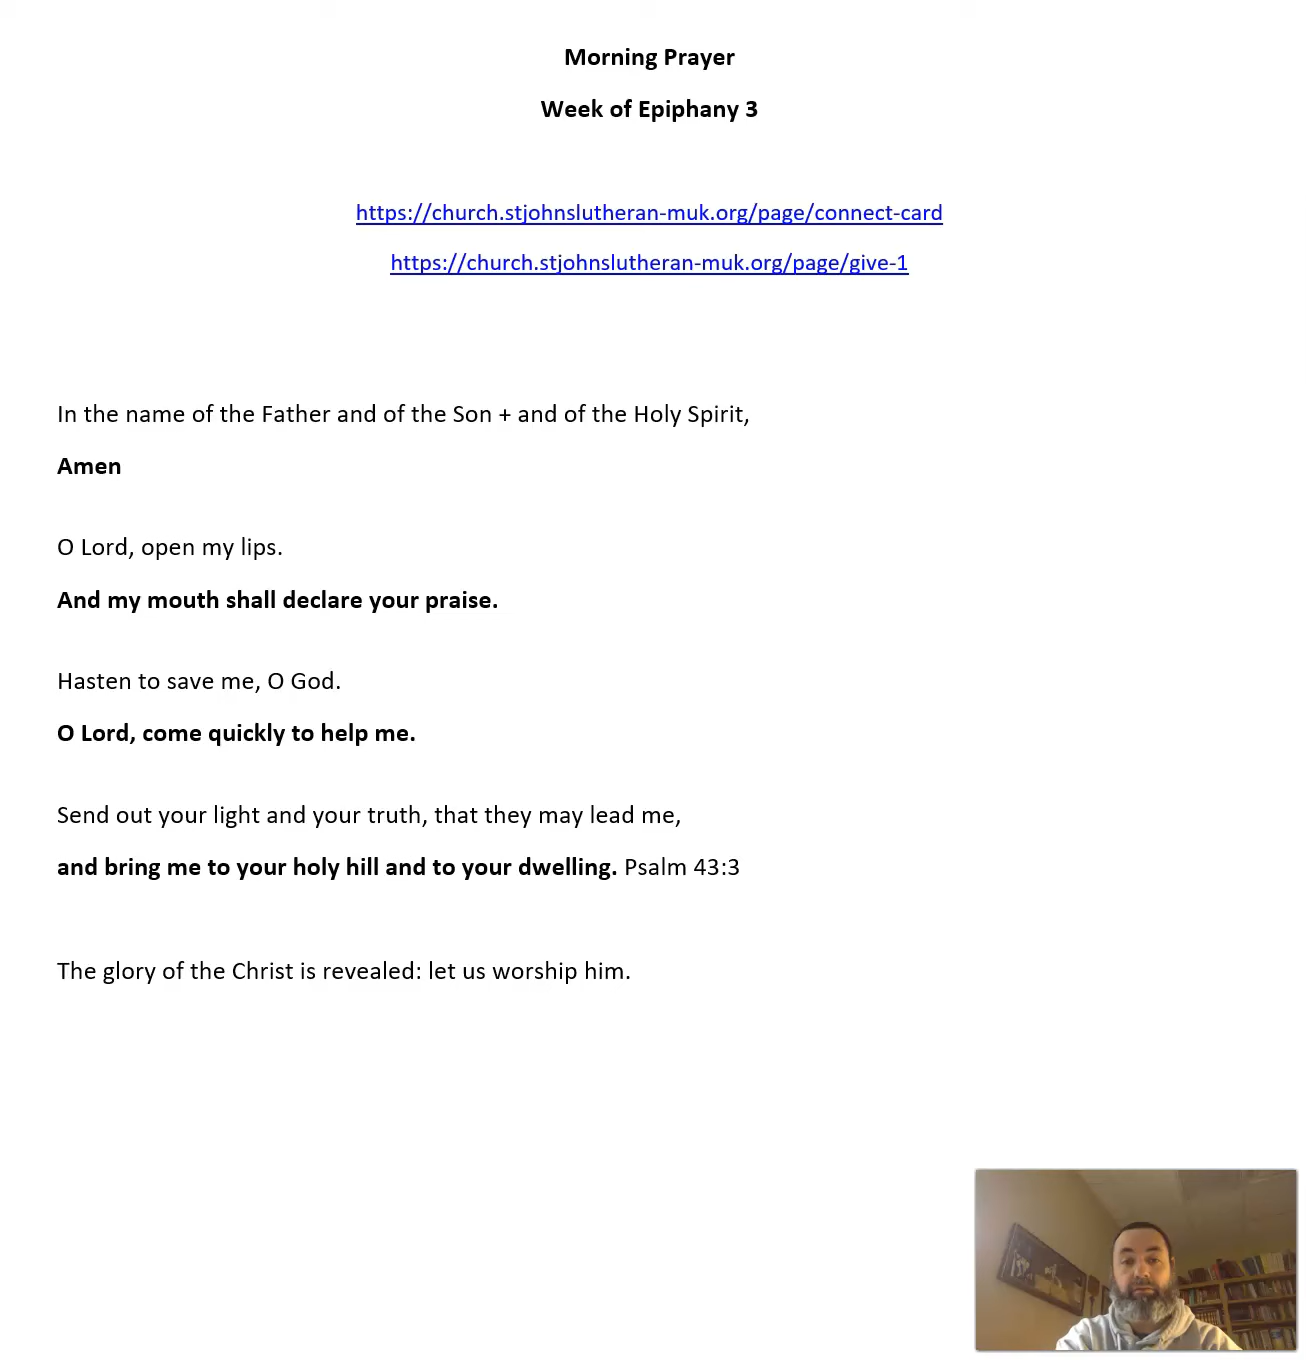 Morning Prayer
Week of Epiphany 3
https://church.stjohnslutheran-muk.org/page/connect-card
https://church.stjohnslutheran-muk.org/page/give-1
In the name of the Father and of the Son + and of the Holy Spirit,
Amen
O Lord, open my lips.
And my mouth shall declare your praise.
Hasten to save me, O God.
O Lord, come quickly to help me.
Send out your light and your truth, that they may lead me,
and bring me to your holy hill and to your dwelling. Psalm 43:3
The glory of the Christ is revealed: let us worship him.